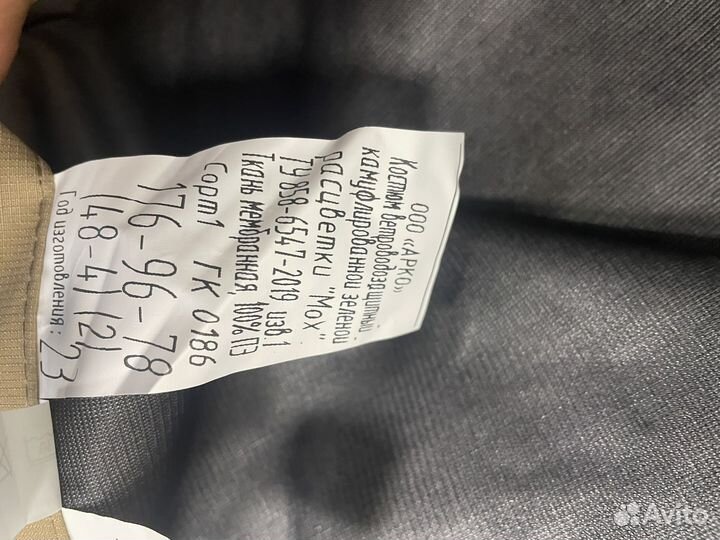 ООО «АРКО»
Костюм ветроводозащитный
камуфлированной зеленой
расцветки "Мох"
ТУ 858-6547-2019 изв.1
Ткань мембранная, 100% ПЭ
Сорт 1 ГК 0186
176-96-78
(48-4) (2)
Год изготовления: 23
Avito